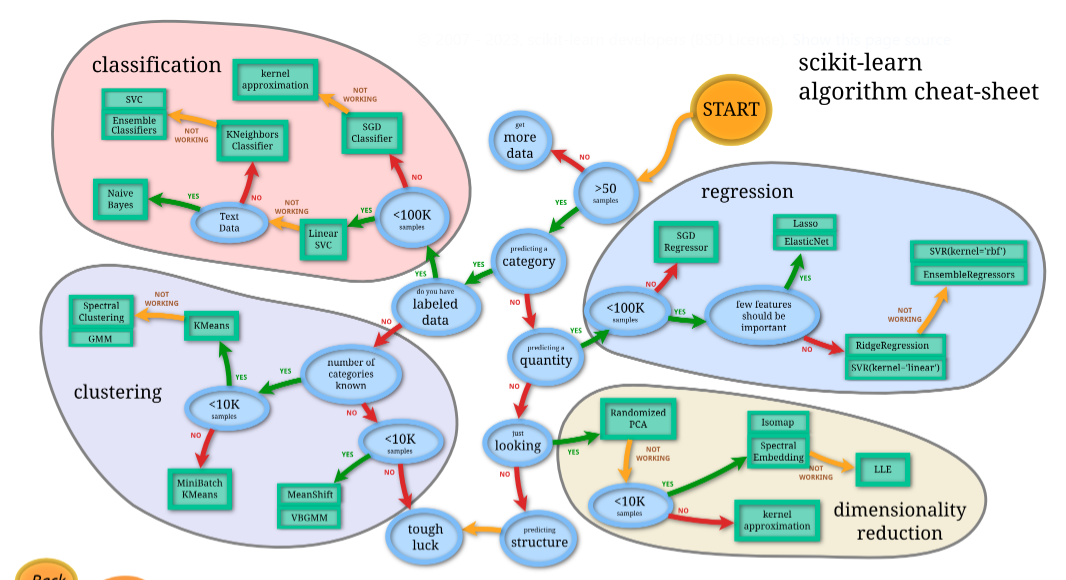 scikit-learn
algorithm cheat-sheet
START
>50
samples
NO
get
more
data
YES
predicting a
category
YES
NO
do you have
labeled
data
YES
NO
classification
<100K
samples
NO
YES
SGD
Classifier
NOT
WORKING
kernel
approximation
Linear
SVC
NOT
WORKING
Text
Data
YES
NO
Naive
Bayes
KNeighbors
Classifier
NOT
WORKING
SVC
Ensemble
Classifiers
clustering
number of
categories
known
YES
NO
<10K
samples
YES
NO
KMeans
NOT
WORKING
Spectral
Clustering
GMM
MiniBatch
KMeans
<10K
samples
YES
NO
MeanShift
VBGMM
tough
luck
predicting a
quantity
YES
NO
regression
<100K
samples
NO
YES
SGD
Regressor
few features
should be
important
YES
NO
Lasso
ElasticNet
RidgeRegression
SVR(kernel='linear')
NOT
WORKING
SVR(kernel='rbf')
EnsembleRegressors
just
looking
YES
NO
predicting
structure
dimensionality
reduction
Randomized
PCA
NOT
WORKING
<10K
samples
YES
NO
Isomap
Spectral
Embedding
NOT
WORKING
LLE
kernel
approximation
Back